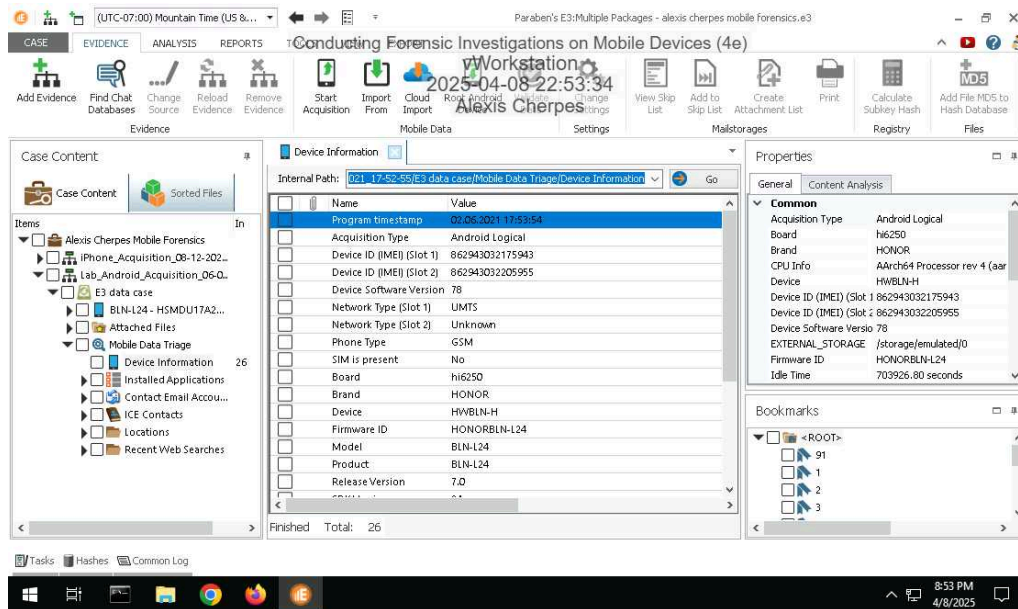 (UTC-07:00) Mountain Time (US &...
Paraben's E3:Multiple Packages - alexis cherpes mobile forensics.e3
CASE EVIDENCE ANALYSIS REPORTS
Conducting Forensic Investigations on Mobile Devices (4e)
vWorkstation
2025-04-08 22:53:34
Alexis Cherpes
Add Evidence
Find Chat Databases
Change Source
Reload Evidence
Remove Evidence
Start Acquisition
Import From
Cloud Import
Root Android
Change
View Skip List
Add to Skip List
Create Attachment List
Print
Calculate Subkey Hash
MD5
Add File MD5 to Hash Database
Evidence
Mobile Data
Settings
Mailstorages
Registry
Files
Case Content
Case Content
Sorted Files
Items In
Alexis Cherpes Mobile Forensics
iPhone_Acquisition_08-12-202...
Lab_Android_Acquisition_06-0...
E3 data case
BLN-L24 - HSMDU17A2...
Attached Files
Mobile Data Triage
Device Information 26
Installed Applications
Contact Email Accou...
ICE Contacts
Locations
Recent Web Searches
Device Information
Internal Path: 021_17-52-55/E3 data case/Mobile Data Triage/Device Information Go
Name Value
Program timestamp 02.06.2021 17:53:54
Acquisition Type Android Logical
Device ID (IMEI) (Slot 1) 862943032175943
Device ID (IMEI) (Slot 2) 862943032205955
Device Software Version 78
Network Type (Slot 1) UMTS
Network Type (Slot 2) Unknown
Phone Type GSM
SIM is present No
Board hi6250
Brand HONOR
Device HWBLN-H
Firmware ID HONORBLN-L24
Model BLN-L24
Product BLN-L24
Release Version 7.0
Finished Total: 26
Properties
General Content Analysis
Common
Acquisition Type Android Logical
Board hi6250
Brand HONOR
CPU Info AArch64 Processor rev 4 (aar
Device HWBLN-H
Device ID (IMEI) (Slot 1 862943032175943
Device ID (IMEI) (Slot 2 862943032205955
Device Software Versio 78
EXTERNAL_STORAGE /storage/emulated/0
Firmware ID HONORBLN-L24
Idle Time 703926.80 seconds
Bookmarks
<ROOT>
91
1
2
3
Tasks Hashes Common Log
8:53 PM
4/8/2025